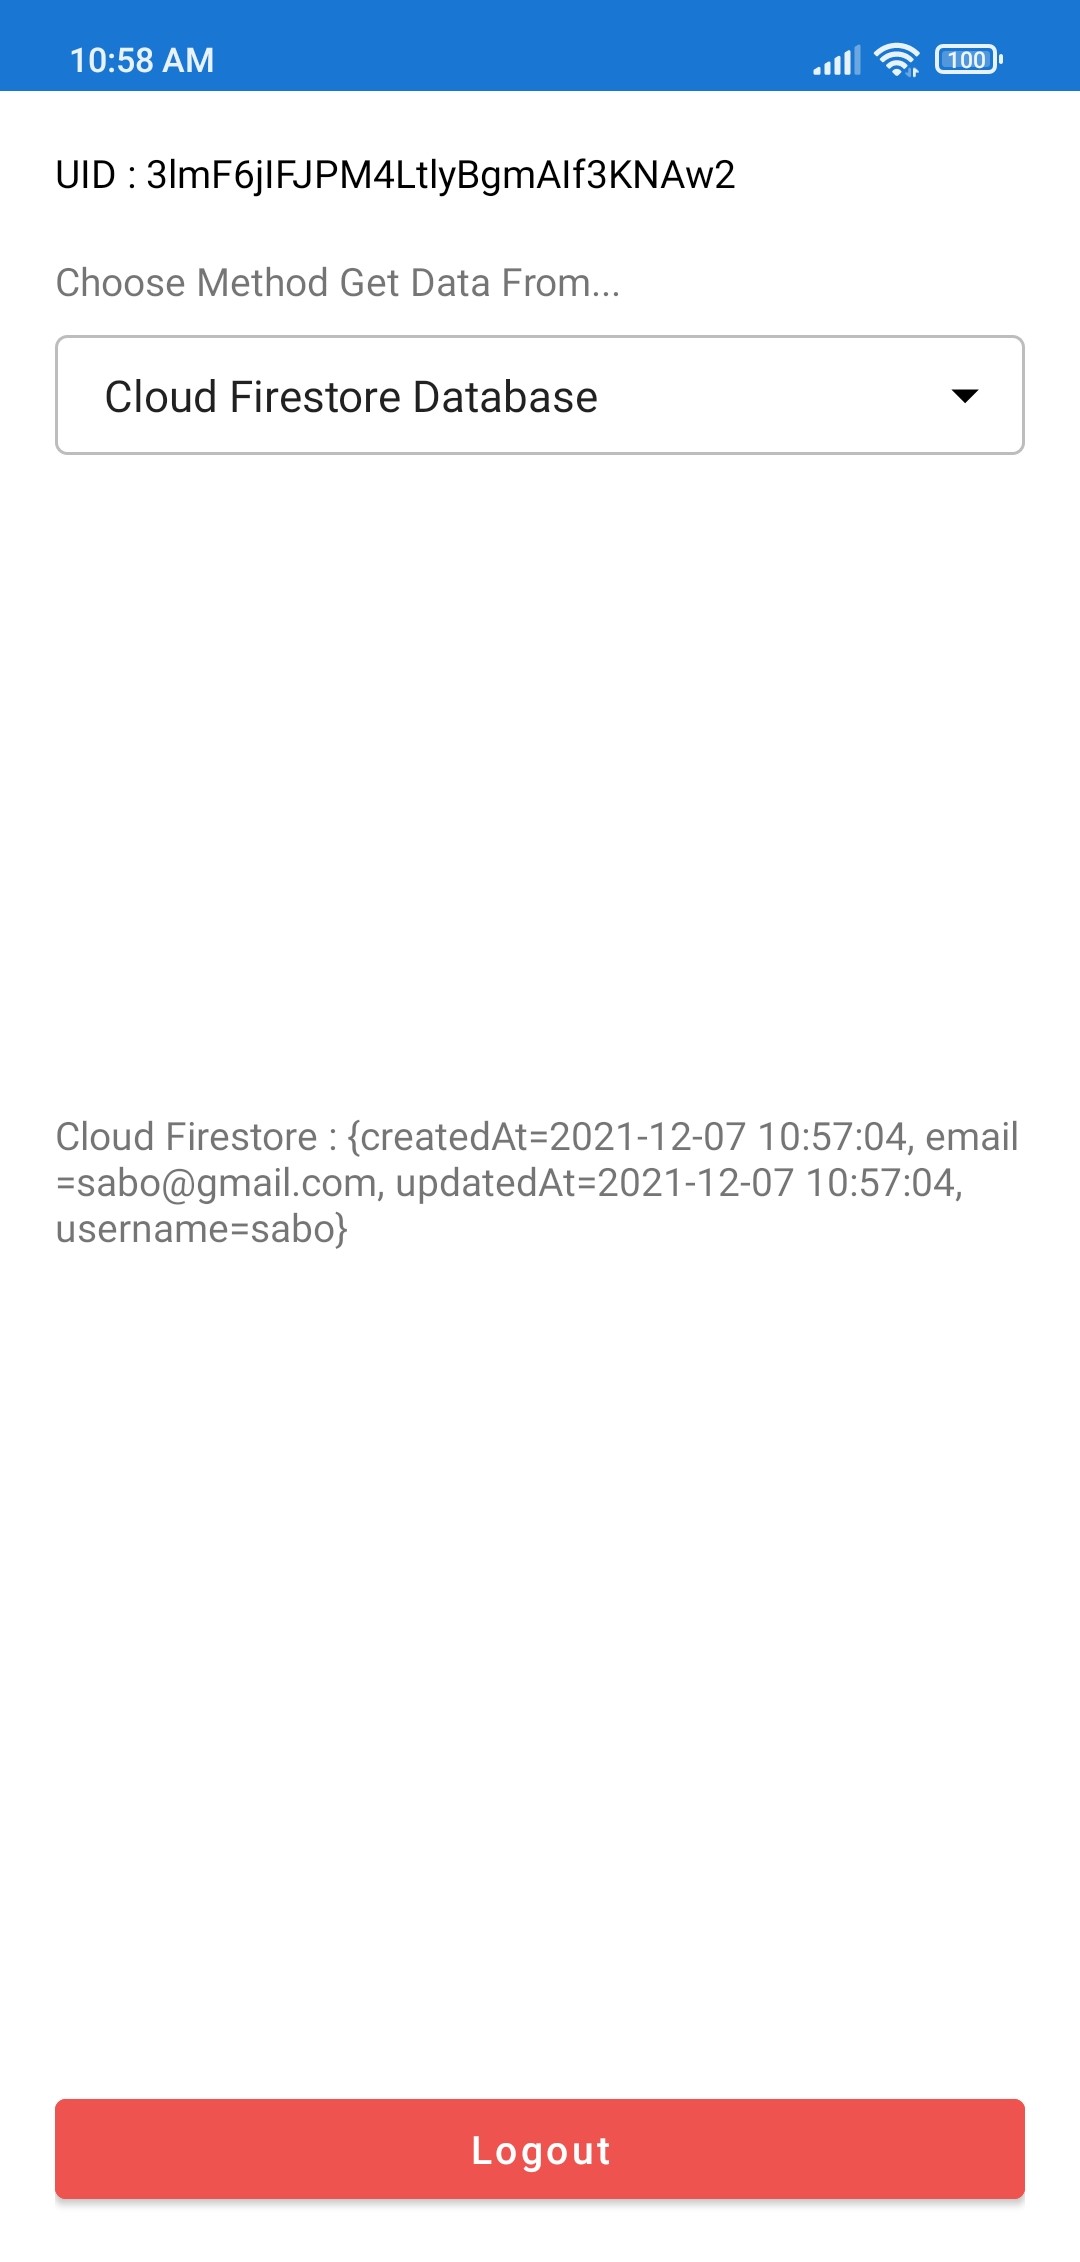 10:58 AM
100
UID : 3lmF6jIFJPM4LtlyBgmAIf3KNAw2
Choose Method Get Data From...
Cloud Firestore Database
Cloud Firestore : {createdAt=2021-12-07 10:57:04, email
=sabo@gmail.com, updatedAt=2021-12-07 10:57:04,
username=sabo}
Logout